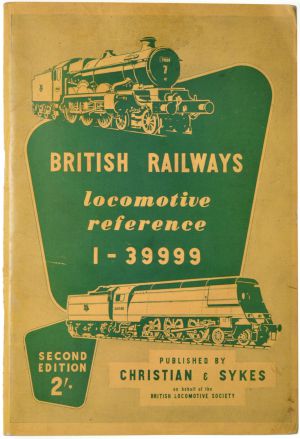 BRITISH RAILWAYS
locomotive
reference
1 - 39999
SECOND
EDITION
2/-
PUBLISHED BY
CHRISTIAN & SYKES
on behalf of the
BRITISH LOCOMOTIVE SOCIETY